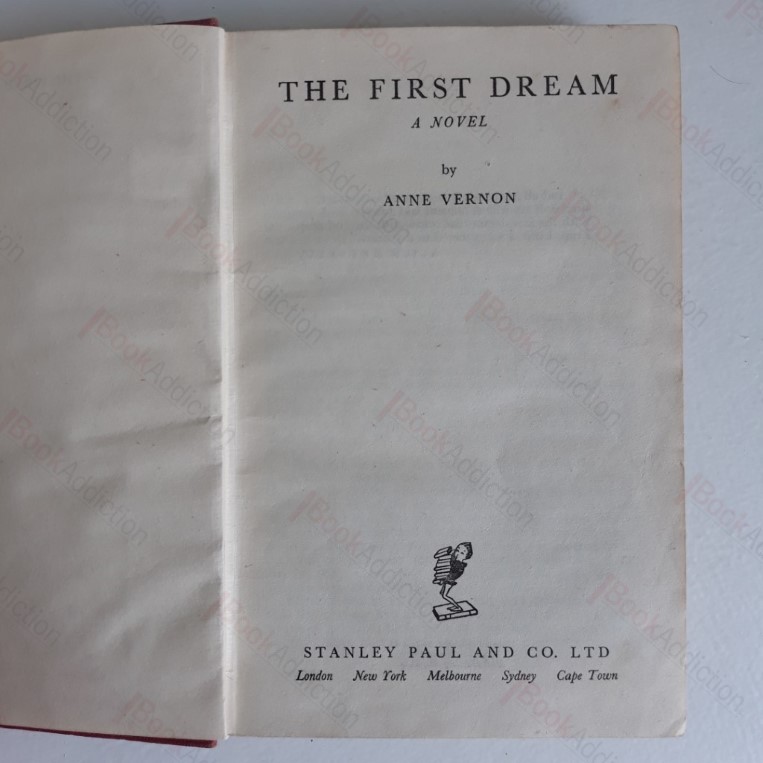 THE FIRST DREAM
A NOVEL
by
ANNE VERNON
STANLEY PAUL AND CO. LTD
London New York Melbourne Sydney Cape Town
BookAddiction